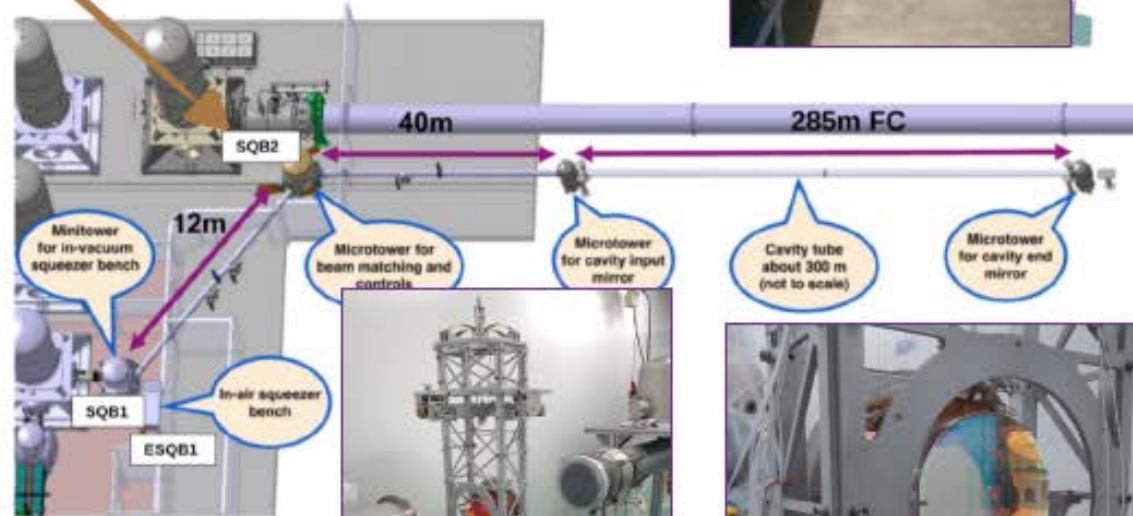 40m
285m FC
SQB2
12m
Minitower
for in-vacuum
squeezer bench
Microtower for
beam matching and
controls
Microtower
for cavity input
mirror
Cavity tube
about 300 m
(not to scale)
Microtower
for cavity end
mirror
SQB1
In-air squeezer
bench
ESQB1